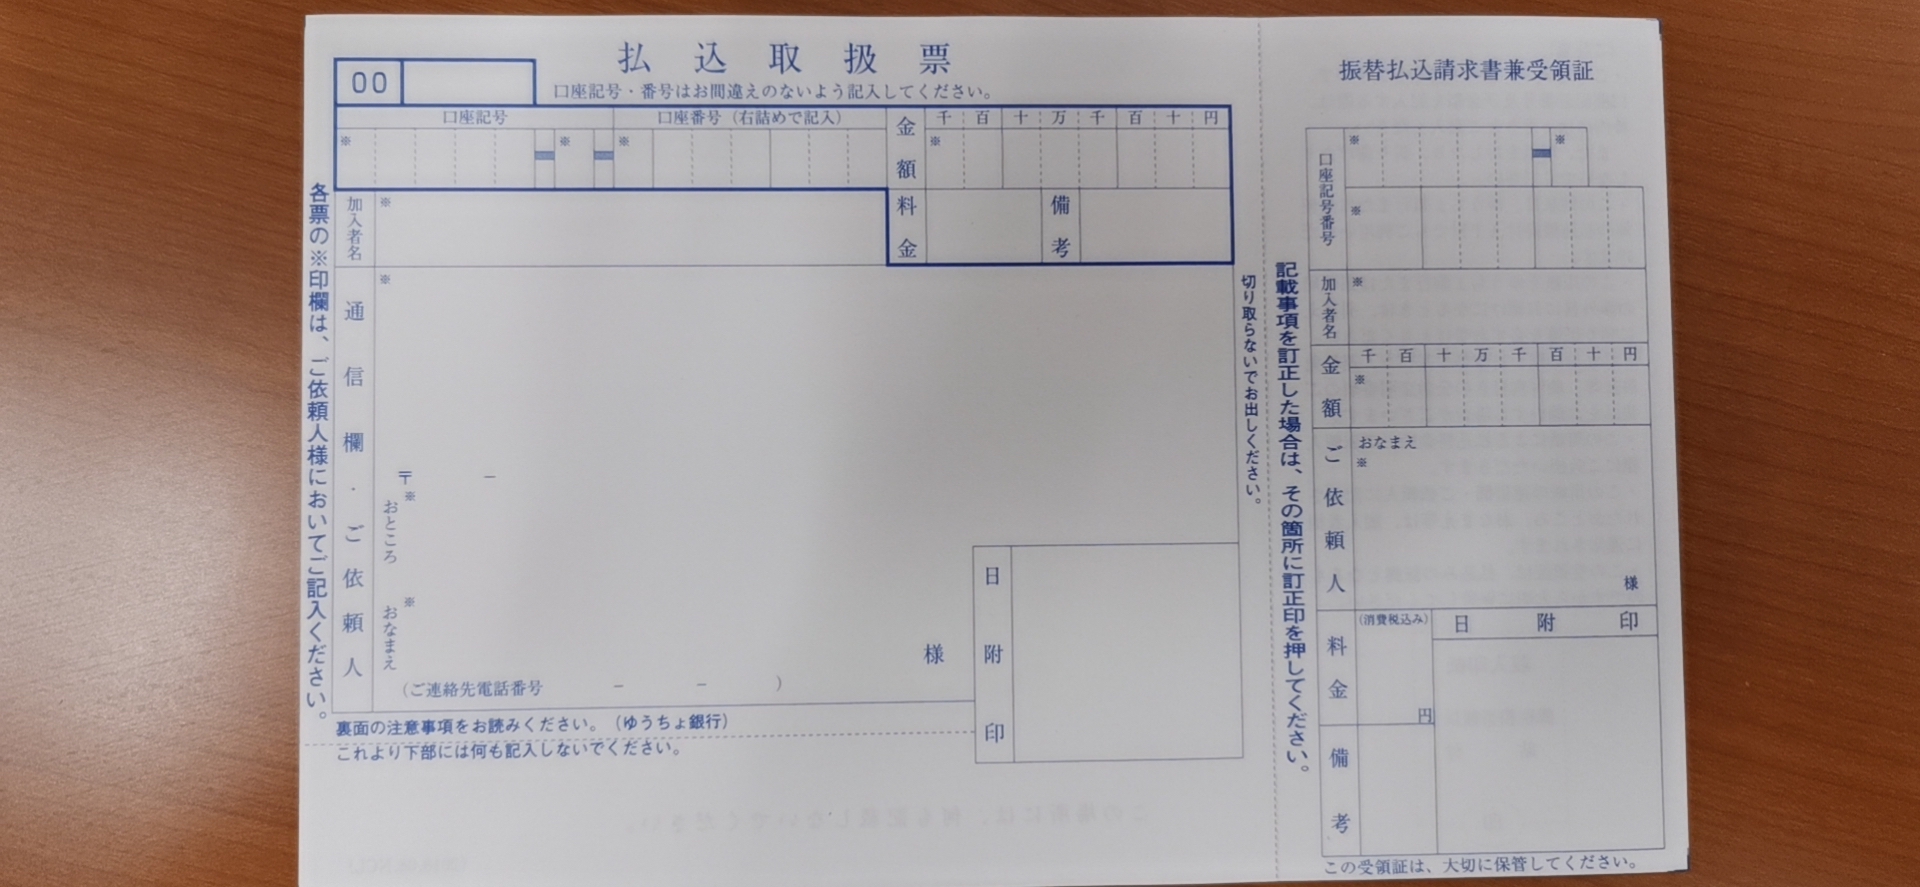 払込取扱票
00
口座記号・番号はお間違えのないよう記入してください。
口座記号
口座番号（右詰めで記入）
金額
千百十万千百十円
※
※
※
※
加入者名
※
料金
備考
各票の※印欄は、ご依頼人様においてご記入ください。
通信欄・ご依頼人
※
〒 −
おところ
※
おなまえ
※
様
（ご連絡先電話番号 − − ）
日附印
裏面の注意事項をお読みください。（ゆうちょ銀行）
これより下部には何も記入しないでください。
切り取らないでお出しください。
記載事項を訂正した場合は、その箇所に訂正印を押してください。
振替払込請求書兼受領証
口座記号番号
※
※
※
加入者名
※
金額
千百十万千百十円
※
ご依頼人
おなまえ
※
様
料金
（消費税込み）
円
日附印
備考
この受領証は、大切に保管してください。